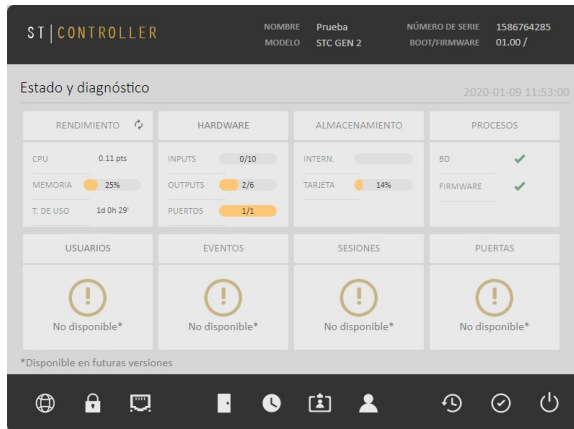 ST|CONTROLLER
NOMBRE Prueba NÚMERO DE SERIE 1586764285
MODELO STC GEN 2 BOOT/FIRMWARE 01.00 /
Estado y diagnóstico 2020-01-09 11:53:00
RENDIMIENTO HARDWARE ALMACENAMIENTO PROCESOS
CPU 0.11 pts INPUTS 0/10 INTERN. BD
MEMORIA 25% OUTPUTS 2/6 TARJETA 14% FIRMWARE
T. DE USO 1d 0h 29' PUERTOS 1/1
USUARIOS EVENTOS SESIONES PUERTAS
No disponible* No disponible* No disponible* No disponible*
*Disponible en futuras versiones